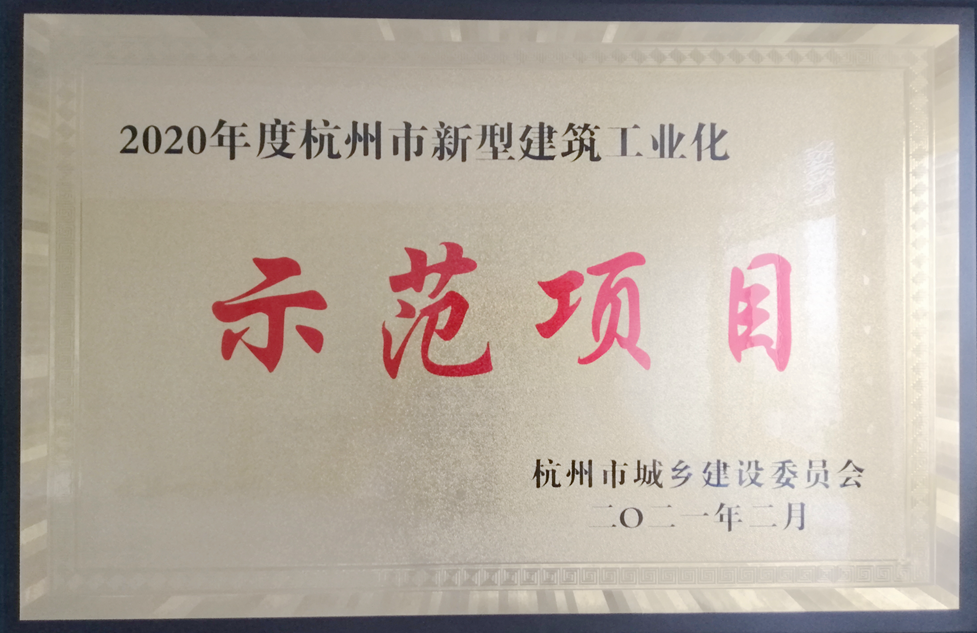 2020年度杭州市新型建筑工业化
示范项目
杭州市城乡建设委员会
二〇二一年二月